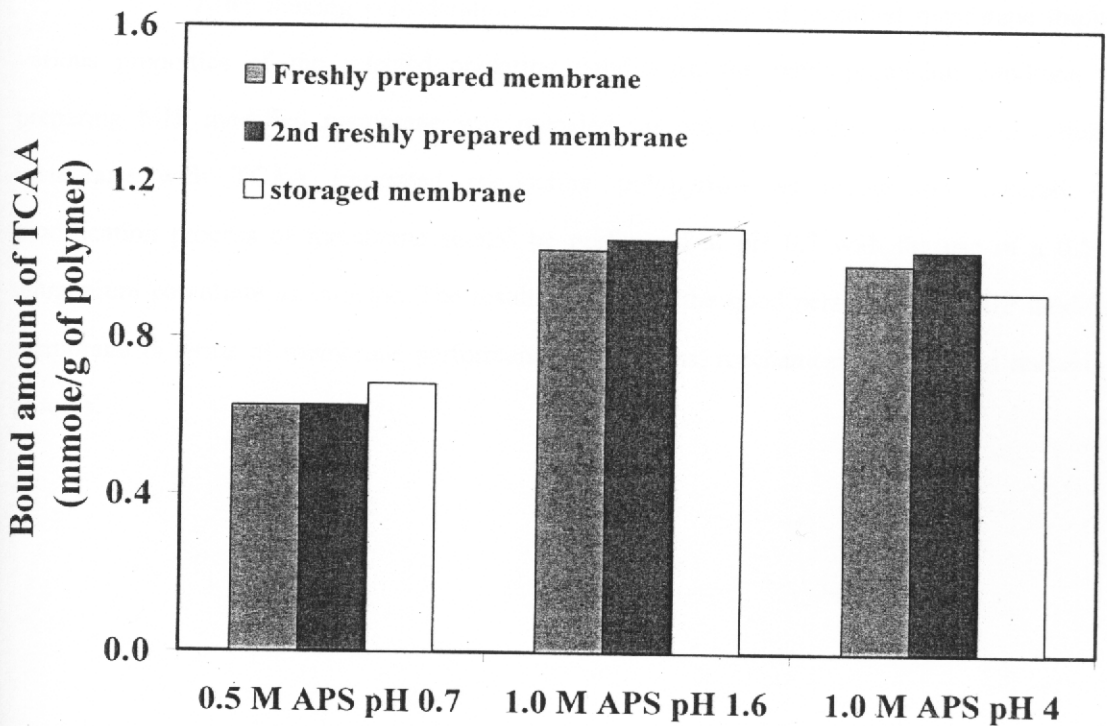 1.6
1.2
0.8
0.4
0.0
Bound amount of TCAA
(mmole/g of polymer)
Freshly prepared membrane
2nd freshly prepared membrane
storaged membrane
0.5 M APS pH 0.7
1.0 M APS pH 1.6
1.0 M APS pH 4